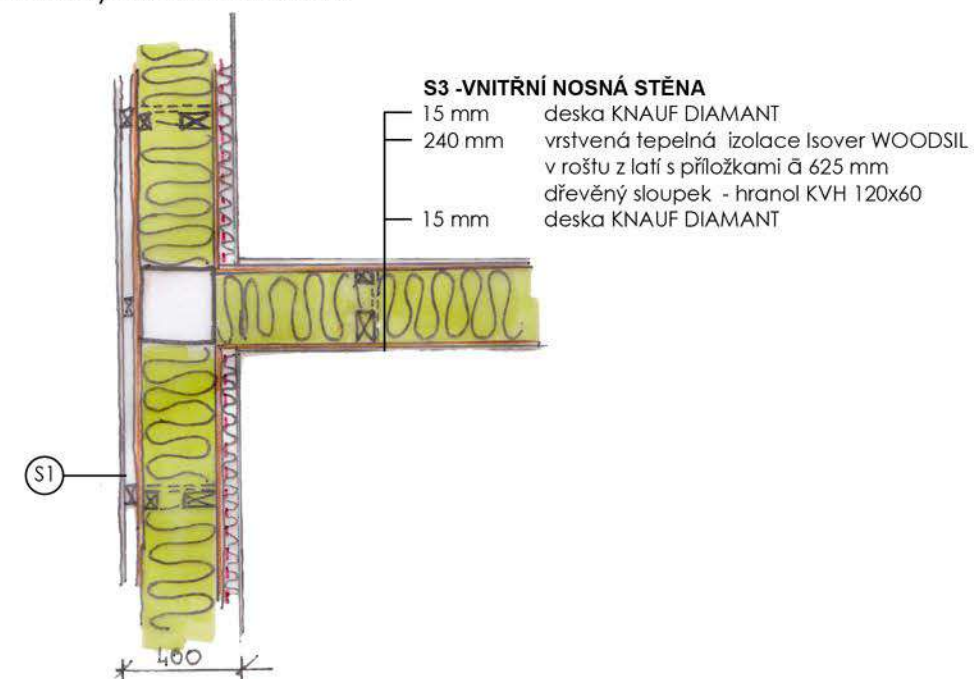 S3 -VNITŘNÍ NOSNÁ STĚNA
15 mm deska KNAUF DIAMANT
240 mm vrstvená tepelná izolace Isover WOODSIL
v roštu z latí s příložkami ã 625 mm
dřevěný sloupek - hranol KVH 120x60
15 mm deska KNAUF DIAMANT
S1
400